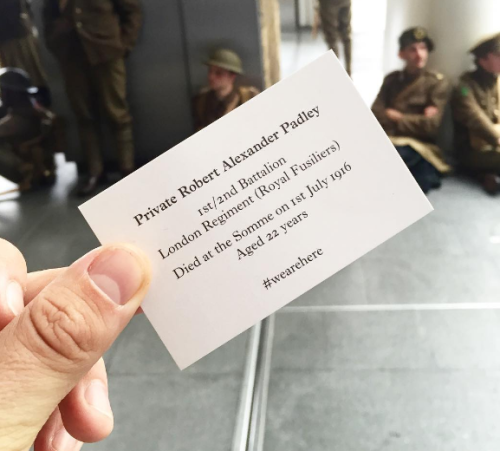 Private Robert Alexander Padley
1st/2nd Battalion
London Regiment (Royal Fusiliers)
Died at the Somme on 1st July 1916
Aged 22 years
#wearehere